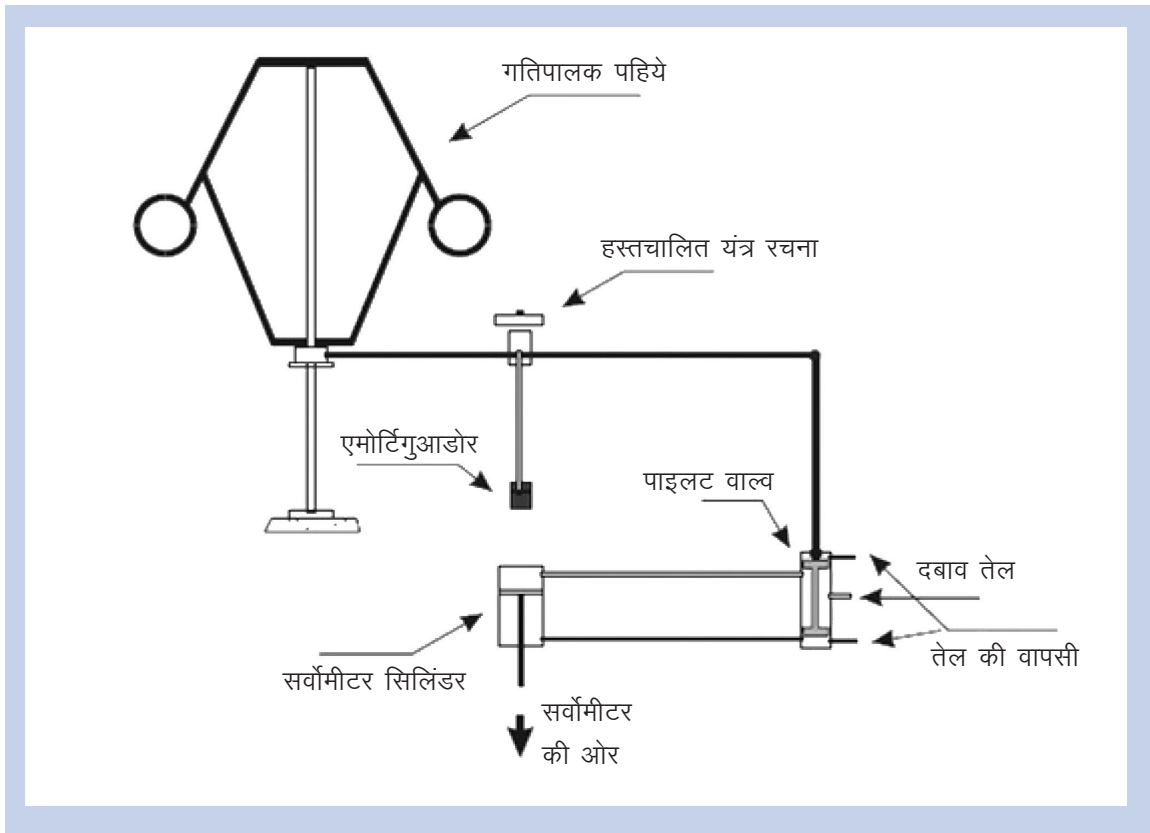 गतिपालक पहिये
हस्तचालित यंत्र रचना
एमोर्टिगुआडोर
पाइलट वाल्व
दबाव तेल
तेल की वापसी
सर्वोमीटर सिलिंडर
सर्वोमीटर
की ओर